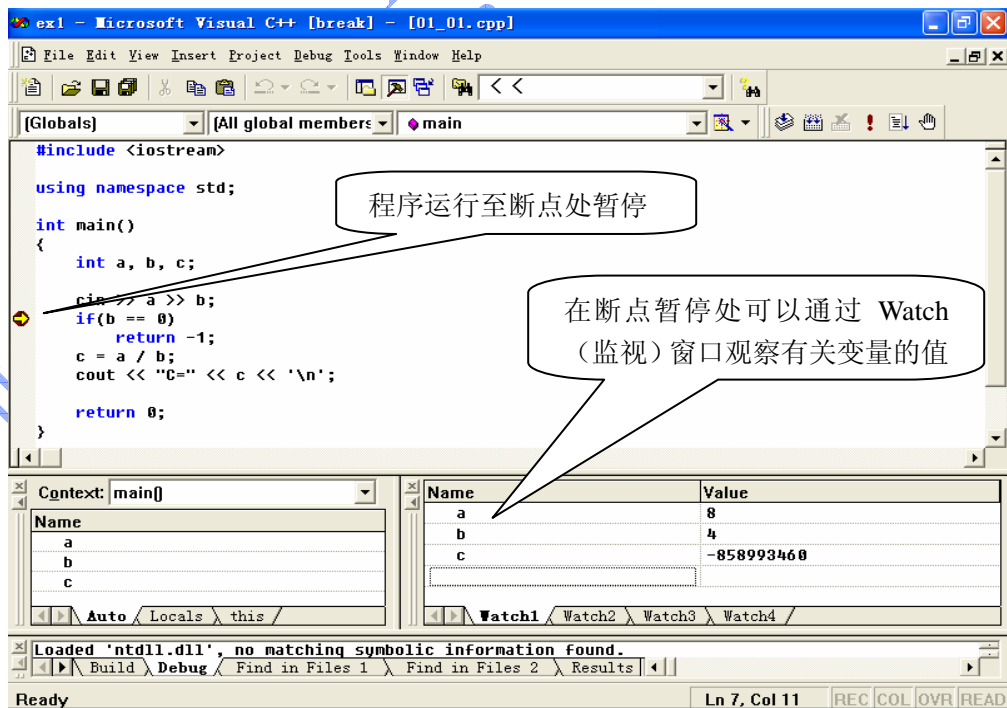 ex1 - Microsoft Visual C++ [break] - [01_01.cpp]
File Edit View Insert Project Debug Tools Window Help
< <
(Globals) (All global members main
#include <iostream>
using namespace std;
程序运行至断点处暂停
int main()
{
int a, b, c;
cin >> a >> b;
if(b == 0)
return -1;
c = a / b;
cout << "C=" << c << '\n';
在断点暂停处可以通过 Watch
（监视）窗口观察有关变量的值
return 0;
}
Context: main()
Name
a
b
c
Auto Locals this
Name Value
a 8
b 4
c -858993460
Watch1 Watch2 Watch3 Watch4
Loaded 'ntdll.dll', no matching symbolic information found.
Build Debug Find in Files 1 Find in Files 2 Results
Ready Ln 7, Col 11 REC COL OVR READ